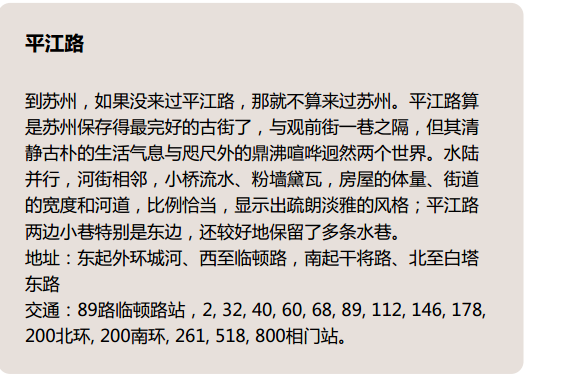 平江路
到苏州，如果没来过平江路，那就不算来过苏州。平江路算
是苏州保存得最完好的古街了，与观前街一巷之隔，但其清
静古朴的生活气息与咫尺外的鼎沸喧哗迥然两个世界。水陆
并行，河街相邻，小桥流水、粉墙黛瓦，房屋的体量、街道
的宽度和河道，比例恰当，显示出疏朗淡雅的风格；平江路
两边小巷特别是东边，还较好地保留了多条水巷。
地址：东起外环城河、西至临顿路，南起干将路、北至白塔
东路
交通：89路临顿路站，2, 32, 40, 60, 68, 89, 112, 146, 178,
200北环, 200南环, 261, 518, 800相门站。